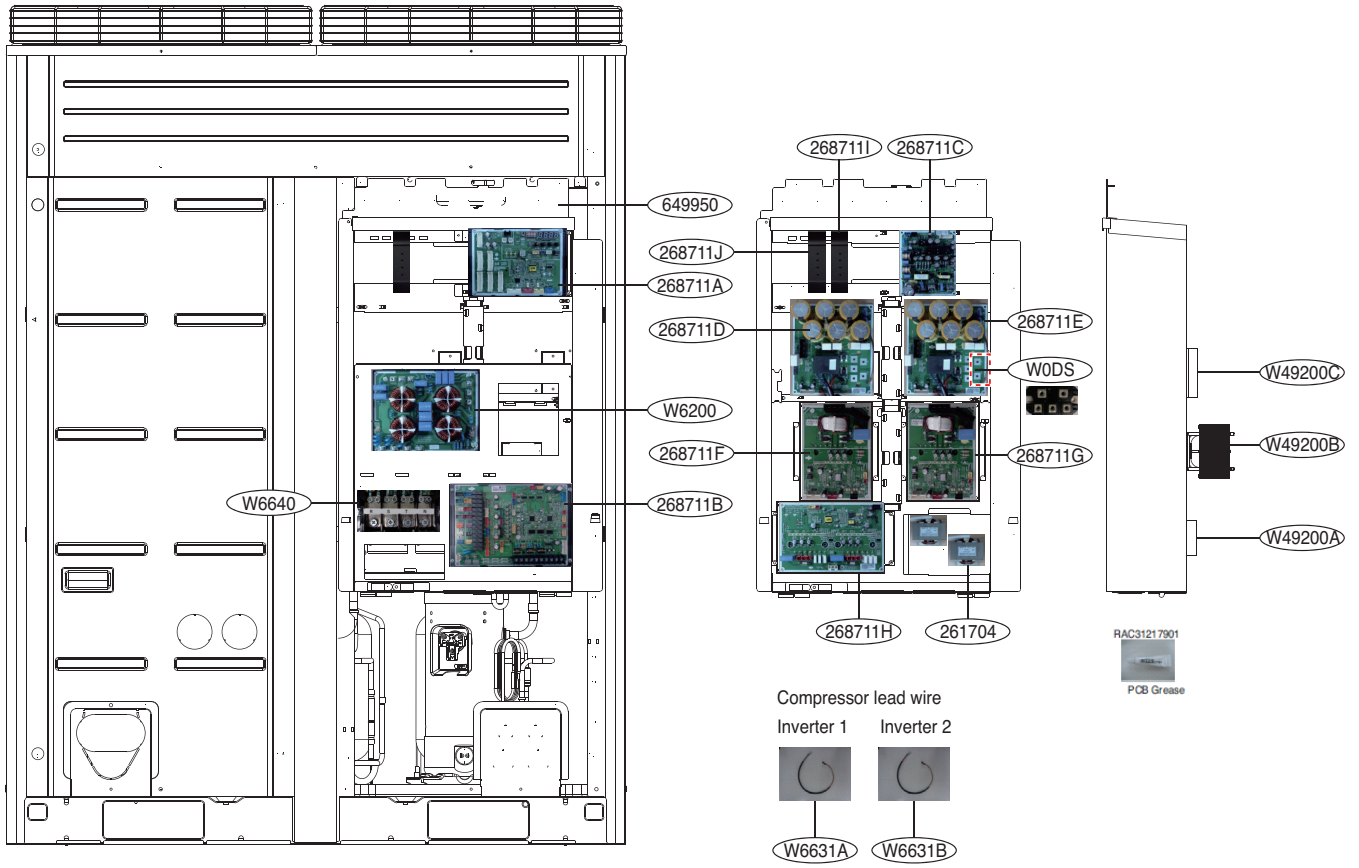 268711I
268711C
649950
268711J
268711A
268711D
268711E
W0DS
W49200C
W6200
268711F
268711G
W49200B
W6640
R S T N
268711B
W49200A
268711H
261704
RAC31217901
PCB Grease
Compressor lead wire
Inverter 1
Inverter 2
W6631A
W6631B